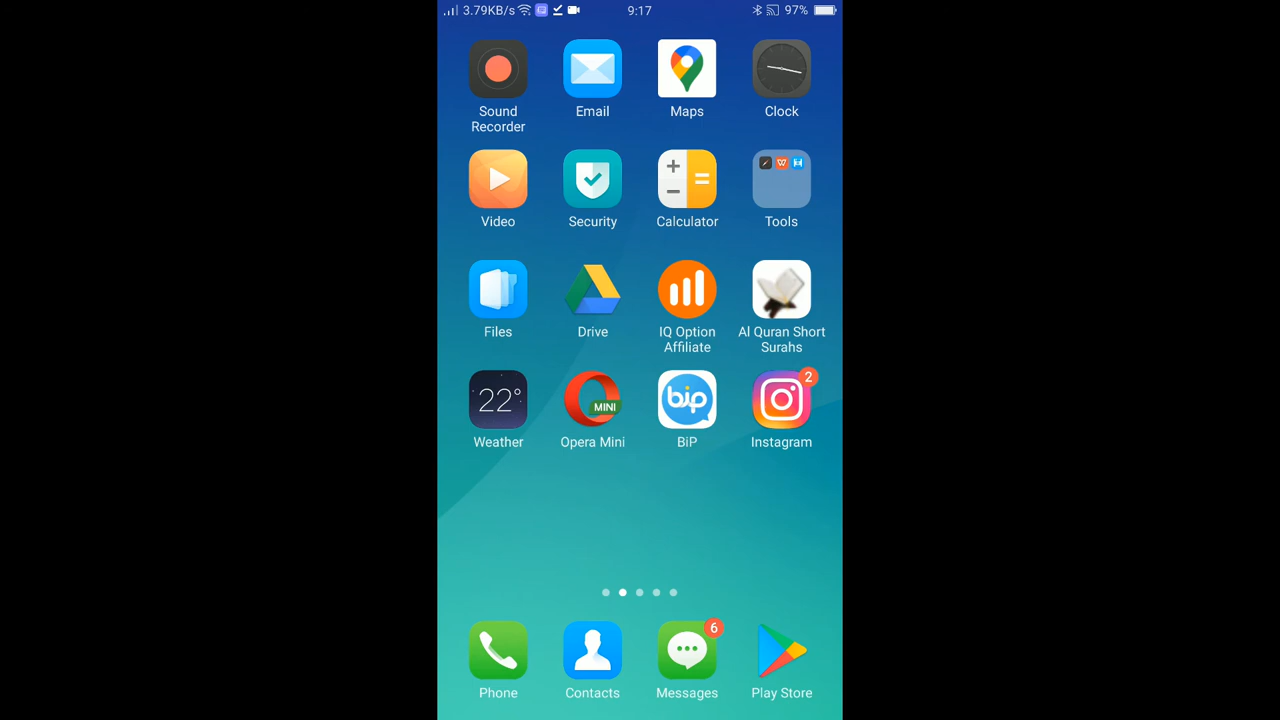 3.79KB/s 9:17 97%
Sound Recorder Email Maps Clock
Video Security Calculator Tools
Files Drive IQ Option Affiliate Al Quran Short Surahs
22° MINI bip 2
Weather Opera Mini BiP Instagram
6
Phone Contacts Messages Play Store